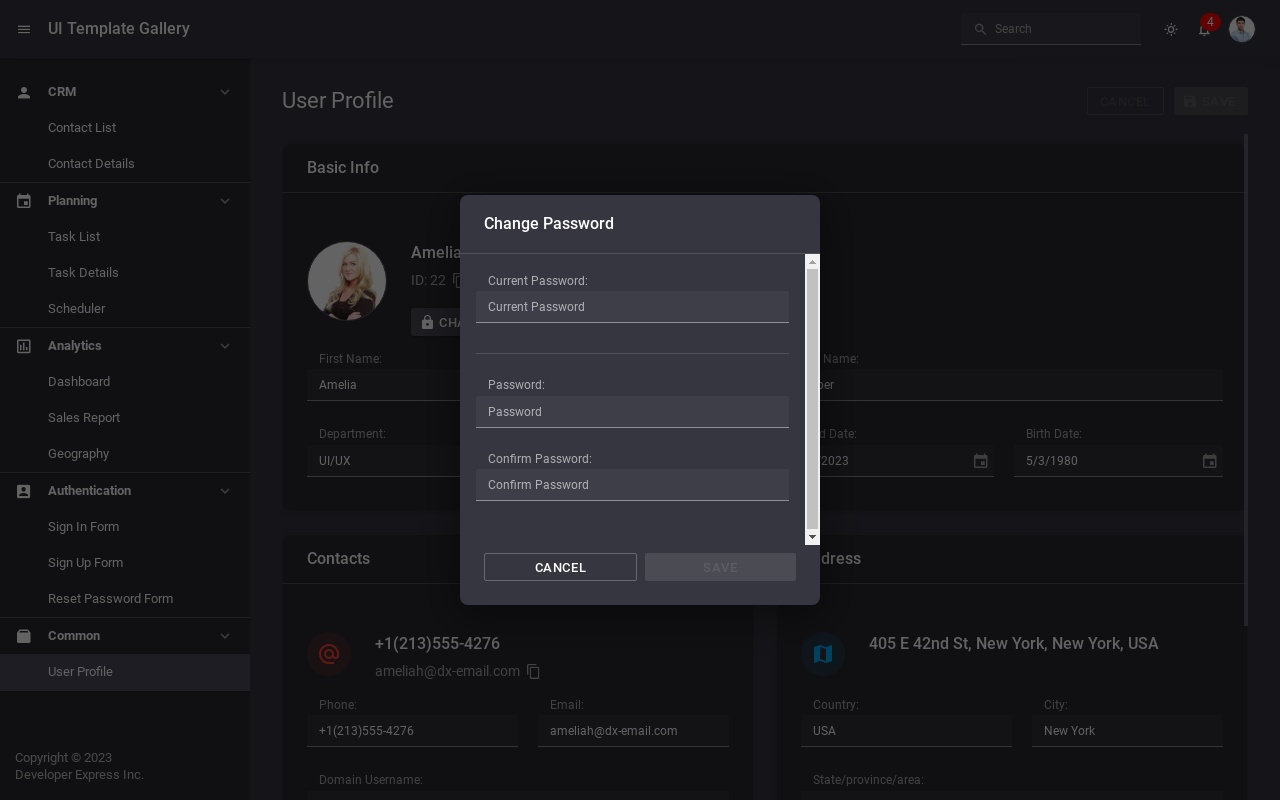 UI Template Gallery
Search
4
CRM
Contact List
Contact Details
Planning
Task List
Task Details
Scheduler
Analytics
Dashboard
Sales Report
Geography
Authentication
Sign In Form
Sign Up Form
Reset Password Form
Common
User Profile
Copyright © 2023
Developer Express Inc.
User Profile
CANCEL
SAVE
Basic Info
Amelia
ID: 22
CHA
First Name:
Amelia
Name:
per
Department:
UI/UX
d Date:
2023
Birth Date:
5/3/1980
Change Password
Current Password:
Current Password
Password:
Password
Confirm Password:
Confirm Password
CANCEL
SAVE
Contacts
+1(213)555-4276
ameliah@dx-email.com
Phone:
+1(213)555-4276
Email:
ameliah@dx-email.com
Domain Username:
dress
405 E 42nd St, New York, New York, USA
Country:
USA
City:
New York
State/province/area: